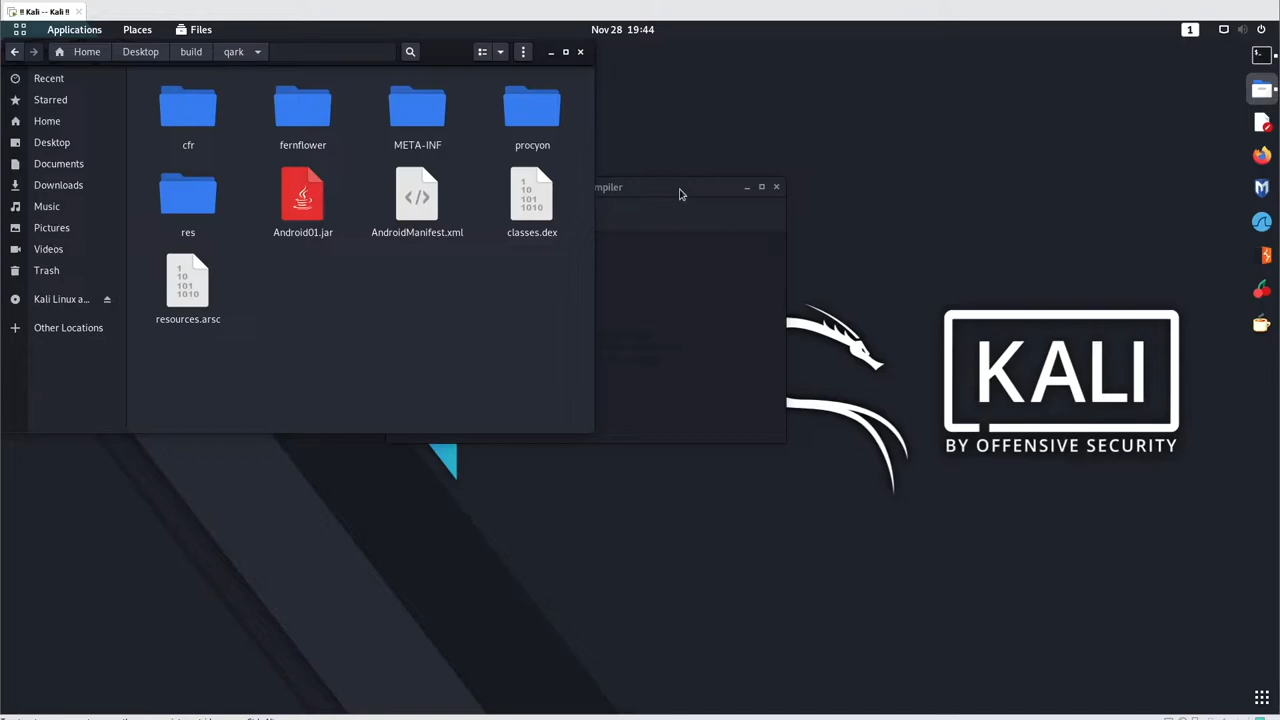 !! Kali -- Kali !!
Applications
Places
Files
Nov 28 19:44
1
Home
Desktop
build
qark
Recent
Starred
Home
Desktop
Documents
Downloads
Music
Pictures
Videos
Trash
Kali Linux a...
Other Locations
cfr
fernflower
META-INF
procyon
res
Android01.jar
AndroidManifest.xml
classes.dex
resources.arsc
mpiler
KALI
BY OFFENSIVE SECURITY